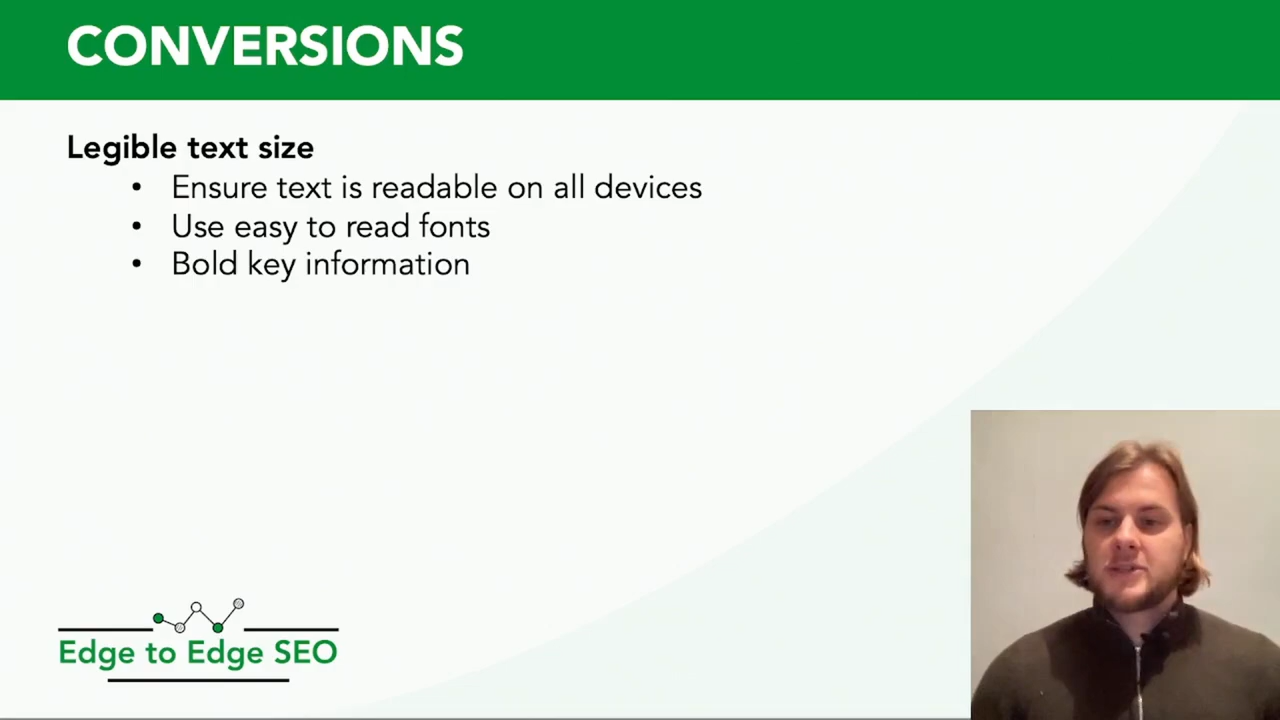 CONVERSIONS
Legible text size
• Ensure text is readable on all devices
• Use easy to read fonts
• Bold key information
Edge to Edge SEO